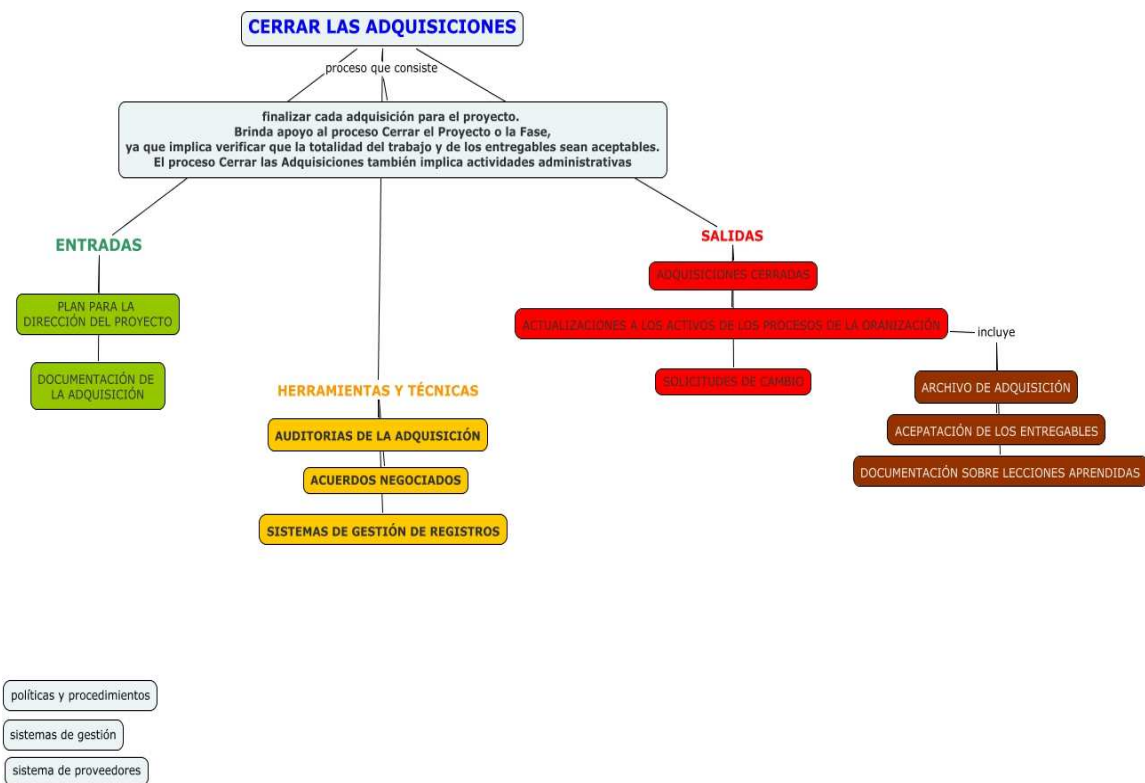 CERRAR LAS ADQUISICIONES
proceso que consiste
finalizar cada adquisición para el proyecto.
Brinda apoyo al proceso Cerrar el Proyecto o la Fase,
ya que implica verificar que la totalidad del trabajo y de los entregables sean aceptables.
El proceso Cerrar las Adquisiciones también implica actividades administrativas
ENTRADAS
PLAN PARA LA
DIRECCIÓN DEL PROYECTO
DOCUMENTACIÓN DE
LA ADQUISICIÓN
HERRAMIENTAS Y TÉCNICAS
AUDITORIAS DE LA ADQUISICIÓN
ACUERDOS NEGOCIADOS
SISTEMAS DE GESTIÓN DE REGISTROS
SALIDAS
ADQUISICIONES CERRADAS
ACTUALIZACIÓNES A LOS ACTIVOS DE LOS PROCESOS DE LA ORANIZACIÓN
SOLICITUDES DE CAMBIO
incluye
ARCHIVO DE ADQUISICIÓN
ACEPATACIÓN DE LOS ENTREGABLES
DOCUMENTACIÓN SOBRE LECCIONES APRENDIDAS
políticas y procedimientos
sistemas de gestión
sistema de proveedores